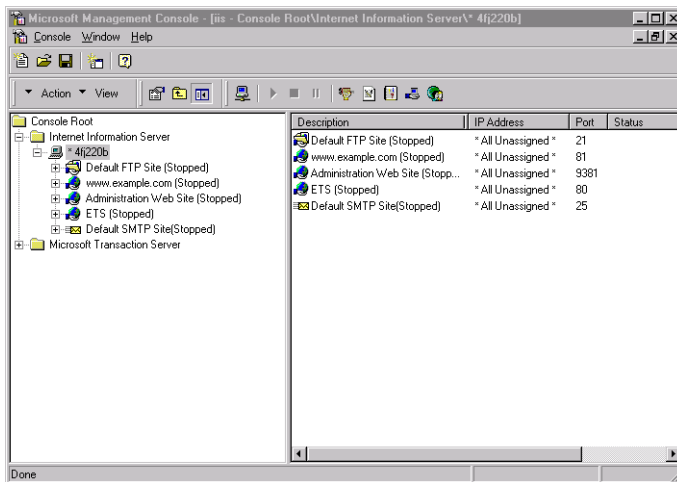 Microsoft Management Console - [iis - Console Root\Internet Information Server\* 4fj220b]
Console Window Help
Action View
Console Root
Internet Information Server
* 4fj220b
Default FTP Site (Stopped)
www.example.com (Stopped)
Administration Web Site (Stopped)
ETS (Stopped)
Default SMTP Site(Stopped)
Microsoft Transaction Server
Description IP Address Port Status
Default FTP Site (Stopped) * All Unassigned * 21
www.example.com (Stopped) * All Unassigned * 81
Administration Web Site (Stopp... * All Unassigned * 9381
ETS (Stopped) * All Unassigned * 80
Default SMTP Site(Stopped) * All Unassigned * 25
Done